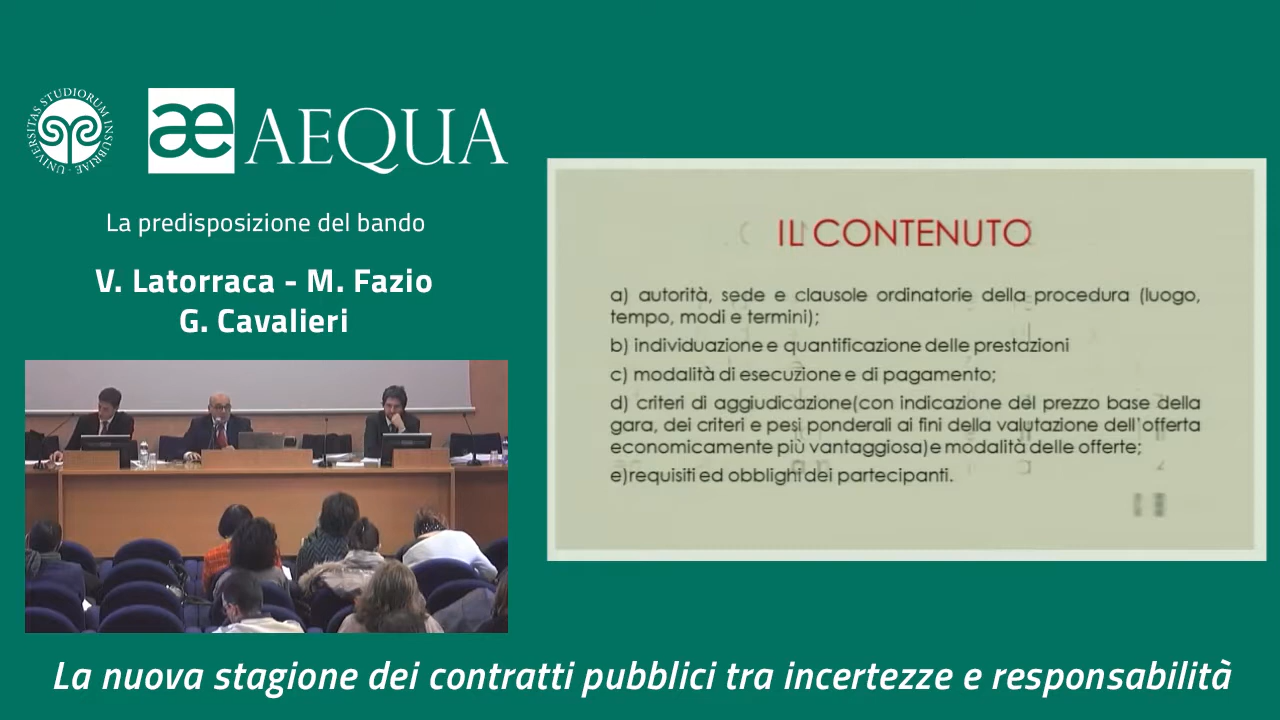 UNIVERSITAS STUDIORUM INSUBRIAE
æ AEQUA
La predisposizione del bando
V. Latorraca - M. Fazio
G. Cavalieri
IL CONTENUTO
a) autorità, sede e clausole ordinatorie della procedura (luogo,
tempo, modi e termini);
b) individuazione e quantificazione delle prestazioni
c) modalità di esecuzione e di pagamento;
d) criteri di aggiudicazione(con indicazione del prezzo base della
gara, dei criteri e pesi ponderali ai fini della valutazione dell'offerta
economicamente più vantaggiosa)e modalità delle offerte;
e)requisiti ed obblighi dei partecipanti.
La nuova stagione dei contratti pubblici tra incertezze e responsabilità